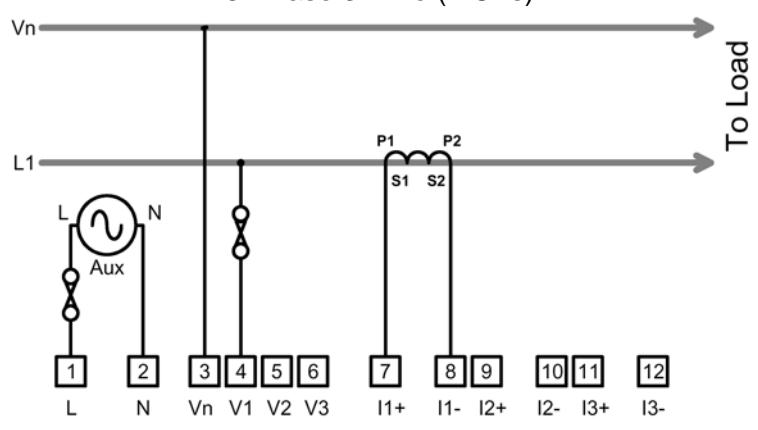 Vn
To Load
L1
P1 P2
S1 S2
L N
Aux
1 2 3 4 5 6 7 8 9 10 11 12
L N Vn V1 V2 V3 I1+ I1- I2+ I2- I3+ I3-